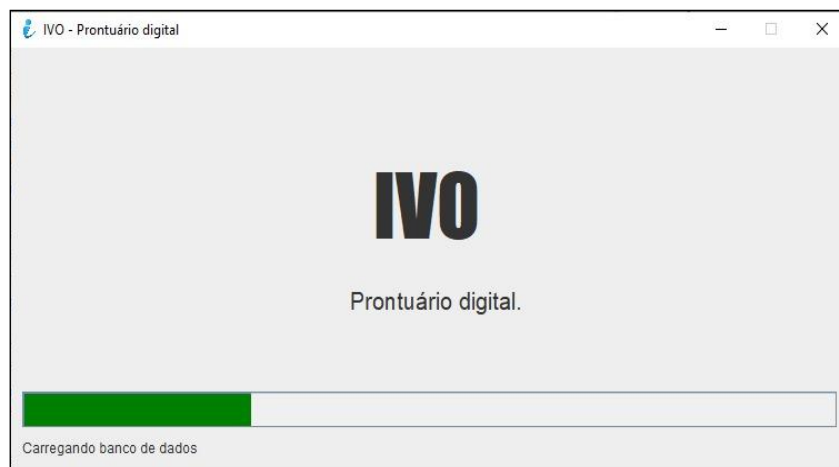 IVO - Prontuário digital
IVO
Prontuário digital.
Carregando banco de dados